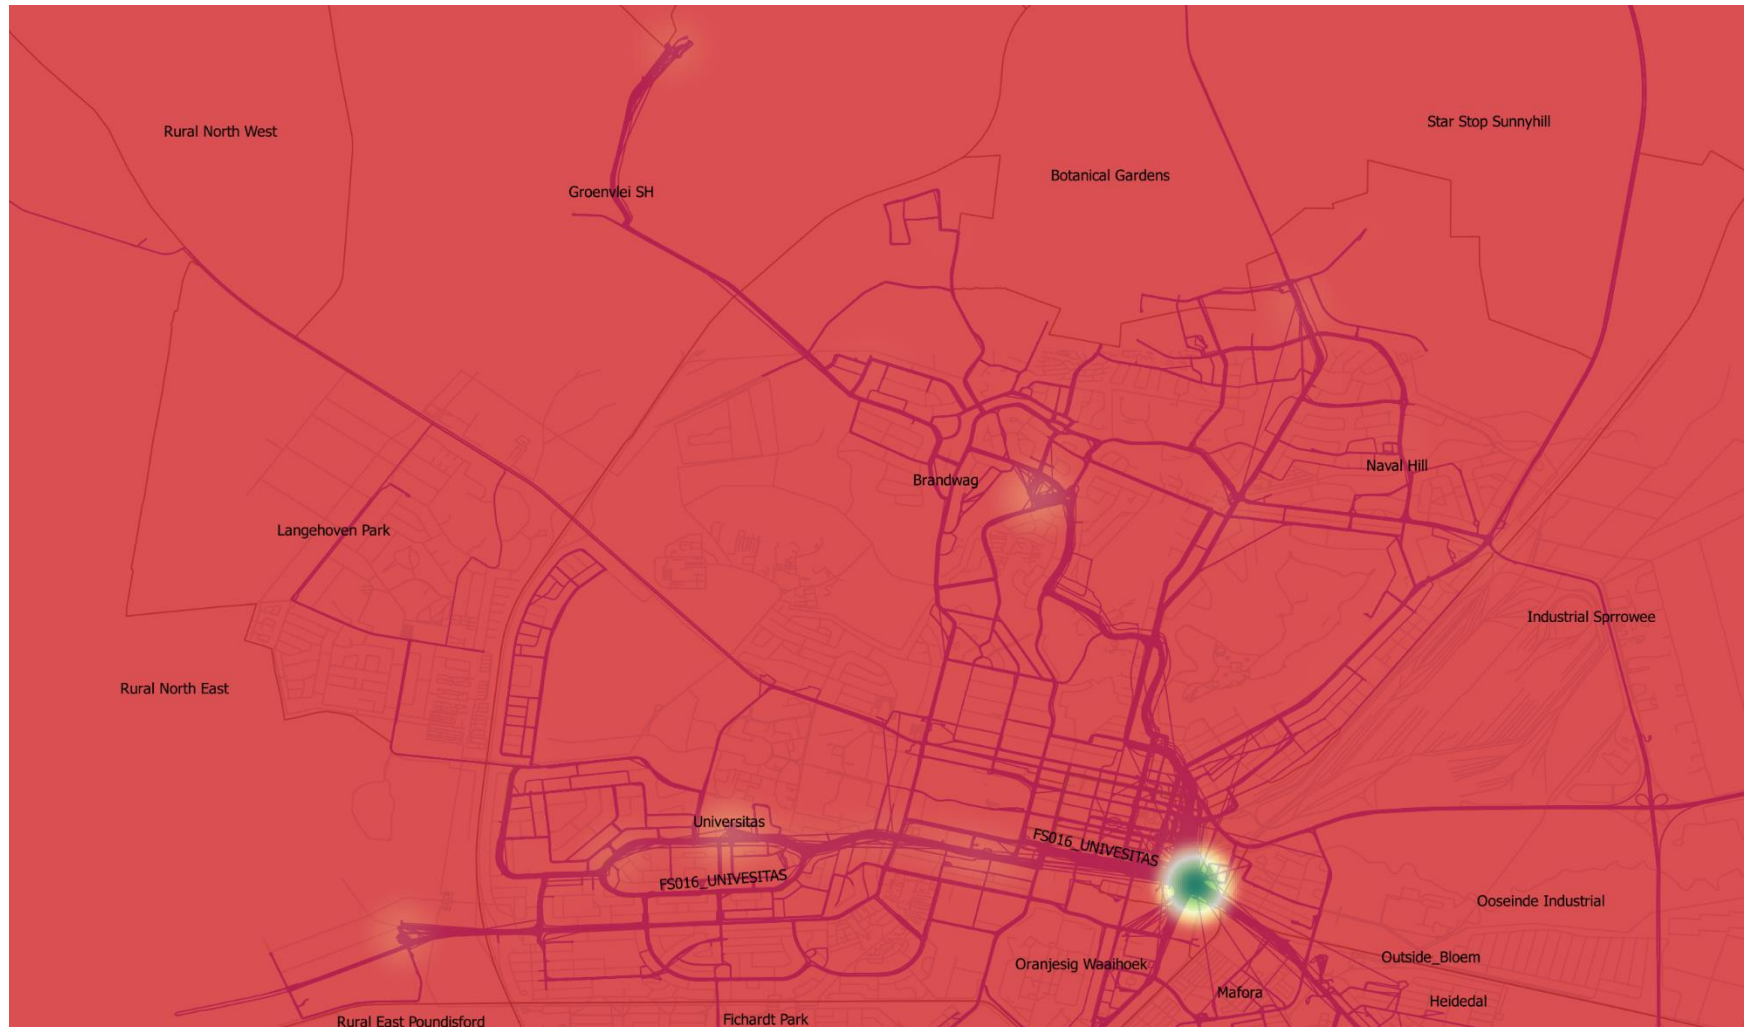 Star Stop Sunnyhill
Rural North West
Botanical Gardens
Groenvlei SH
Naval Hill
Brandwag
Langehoven Park
Industrial Sprrowee
Rural North East
Universitas
FS016_UNIVESITAS
FS016_UNIVESITAS
Ooseinde Industrial
Outside_Bloem
Oranjesig Waaihoek
Mafora
Heidedal
Fichardt Park
Rural East Poundisford